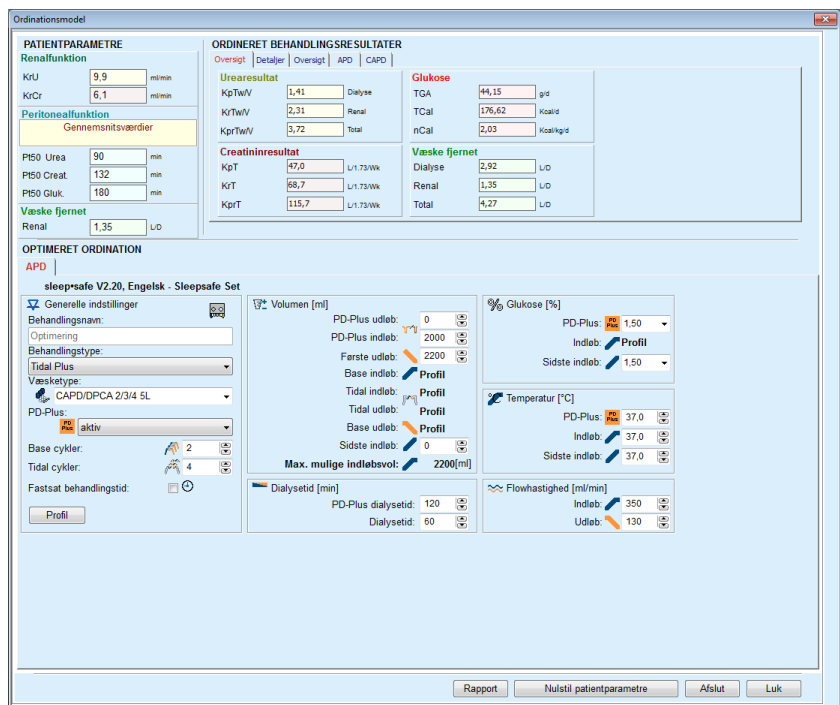 Ordinationsmodel
PATIENTPARAMETRE
Renalfunktion
KrU 9,9 ml/min
KrCr 6,1 ml/min
Peritonealfunktion
Gennemsnitsværdier
Pt50 Urea 90 min
Pt50 Creat. 132 min
Pt50 Gluk. 180 min
Væske fjernet
Renal 1,35 L/D
ORDINERET BEHANDLINGSRESULTATER
Oversigt Detaljer Oversigt APD CAPD
Urearesultat
KpTw/V 1,41 Dialyse
KrTw/V 2,31 Renal
KprTw/V 3,72 Total
Glukose
TGA 44,15 g/d
TCal 176,62 Kcal/d
nCal 2,03 Kcal/kg/d
Creatininresultat
KpT 47,0 L/1.73/Wk
KrT 68,7 L/1.73/Wk
KprT 115,7 L/1.73/Wk
Væske fjernet
Dialyse 2,92 L/D
Renal 1,35 L/D
Total 4,27 L/D
OPTIMERET ORDINATION
APD
sleep•safe V2.20, Engelsk - Sleepsafe Set
Generelle indstillinger
Behandlingsnavn:
Optimering
Behandlingstype:
Tidal Plus
Væsketype:
CAPD/DPCA 2/3/4 5L
PD-Plus:
PD Plus aktiv
Base cykler: 2
Tidal cykler: 4
Fastsat behandlingstid:
Profil
Volumen [ml]
PD-Plus udløb: 0
PD-Plus indløb: 2000
Første udløb: 2200
Base indløb: Profil
Tidal indløb: Profil
Tidal udløb: Profil
Base udløb: Profil
Sidste indløb: 0
Max. mulige indløbsvol: 2200[ml]
Dialysetid [min]
PD-Plus dialysetid: 120
Dialysetid: 60
Glukose [%]
PD-Plus: PD Plus 1,50
Indløb: Profil
Sidste indløb: 1,50
Temperatur [°C]
PD-Plus: PD Plus 37,0
Indløb: 37,0
Sidste indløb: 37,0
Flowhastighed [ml/min]
Indløb: 350
Udløb: 130
Rapport Nulstil patientparametre Afslut Luk